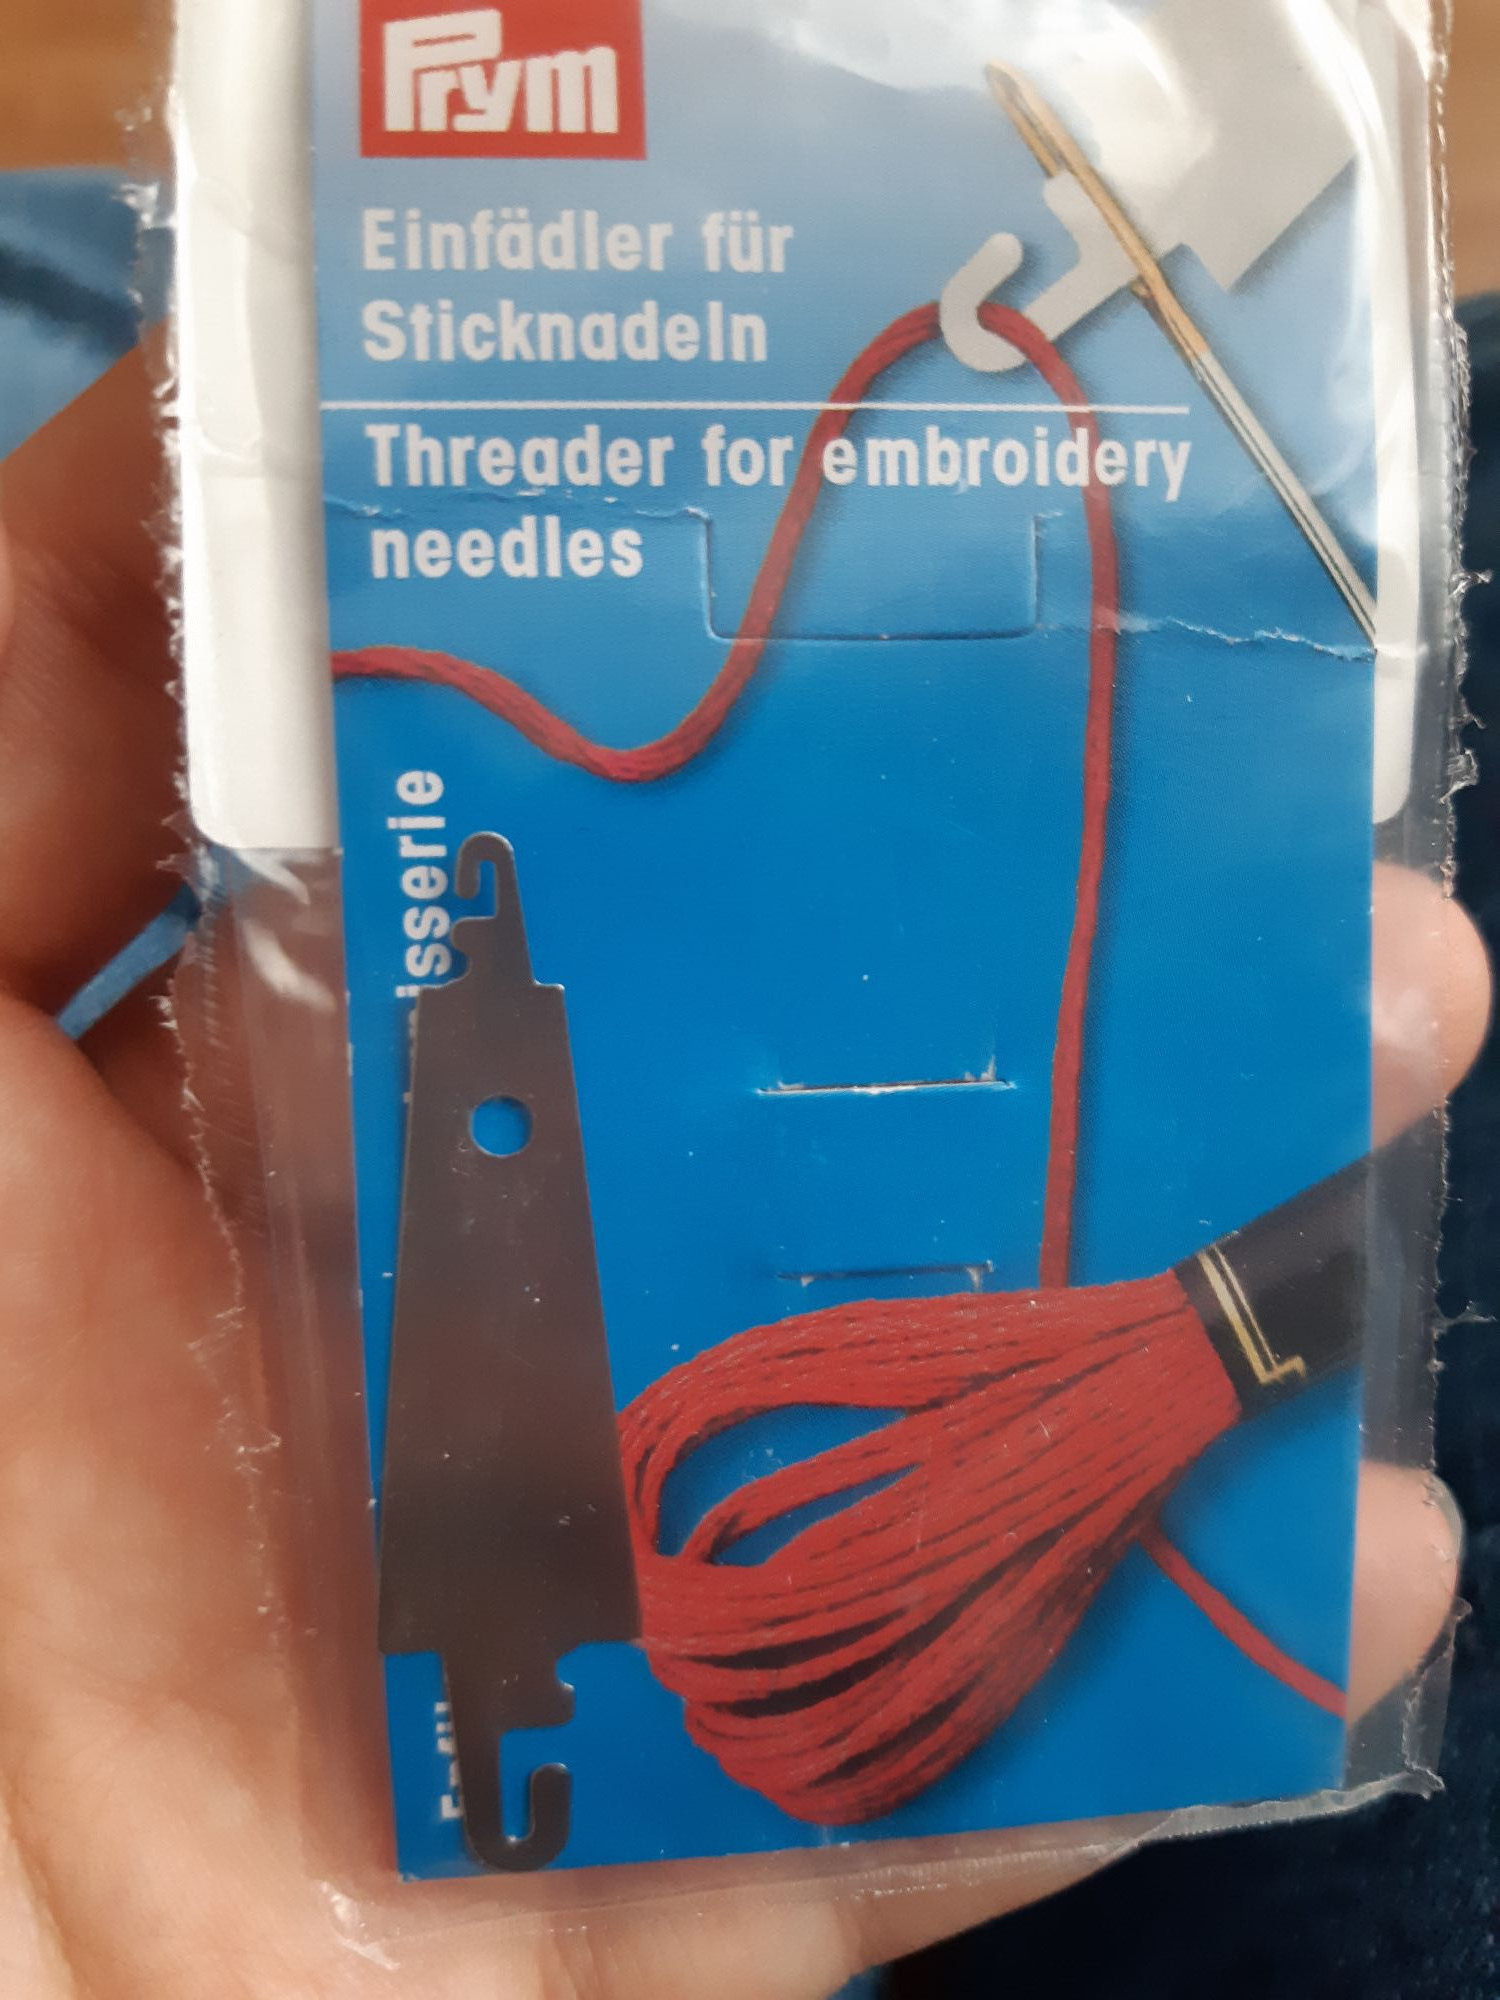 Prym
Einfädler für
Sticknadeln
Threader for embroidery
needles